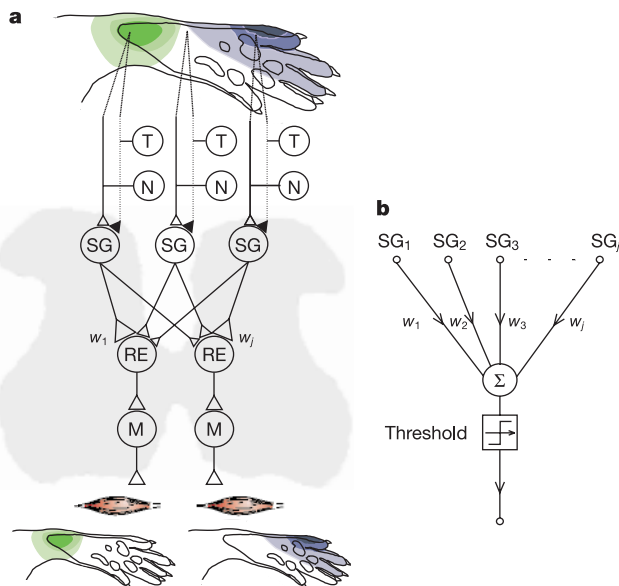 a
T T T
N N N
b
SG SG SG
SG₁ SG₂ SG₃ - - - SGⱼ
w₁ w₂ w₃ wⱼ
w₁ RE RE wⱼ
Σ
M M
Threshold